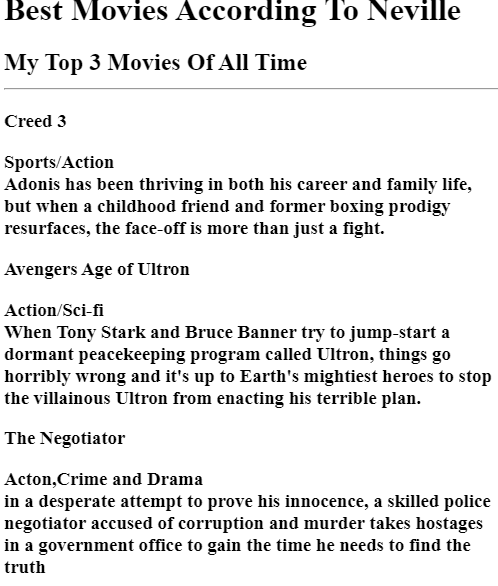 Best Movies According To Neville
My Top 3 Movies Of All Time
Creed 3
Sports/Action
Adonis has been thriving in both his career and family life,
but when a childhood friend and former boxing prodigy
resurfaces, the face-off is more than just a fight.
Avengers Age of Ultron
Action/Sci-fi
When Tony Stark and Bruce Banner try to jump-start a
dormant peacekeeping program called Ultron, things go
horribly wrong and it's up to Earth's mightiest heroes to stop
the villainous Ultron from enacting his terrible plan.
The Negotiator
Acton,Crime and Drama
in a desperate attempt to prove his innocence, a skilled police
negotiator accused of corruption and murder takes hostages
in a government office to gain the time he needs to find the
truth